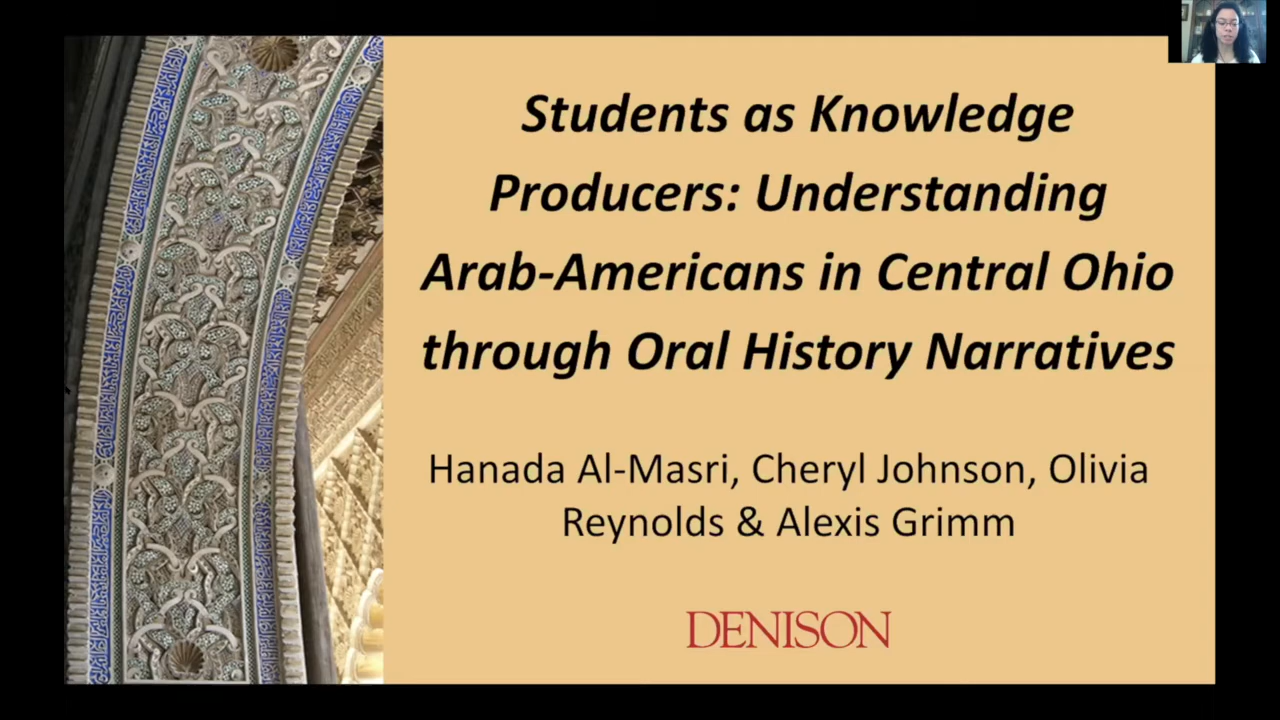 Students as Knowledge
Producers: Understanding
Arab-Americans in Central Ohio
through Oral History Narratives
Hanada Al-Masri, Cheryl Johnson, Olivia
Reynolds & Alexis Grimm
DENISON